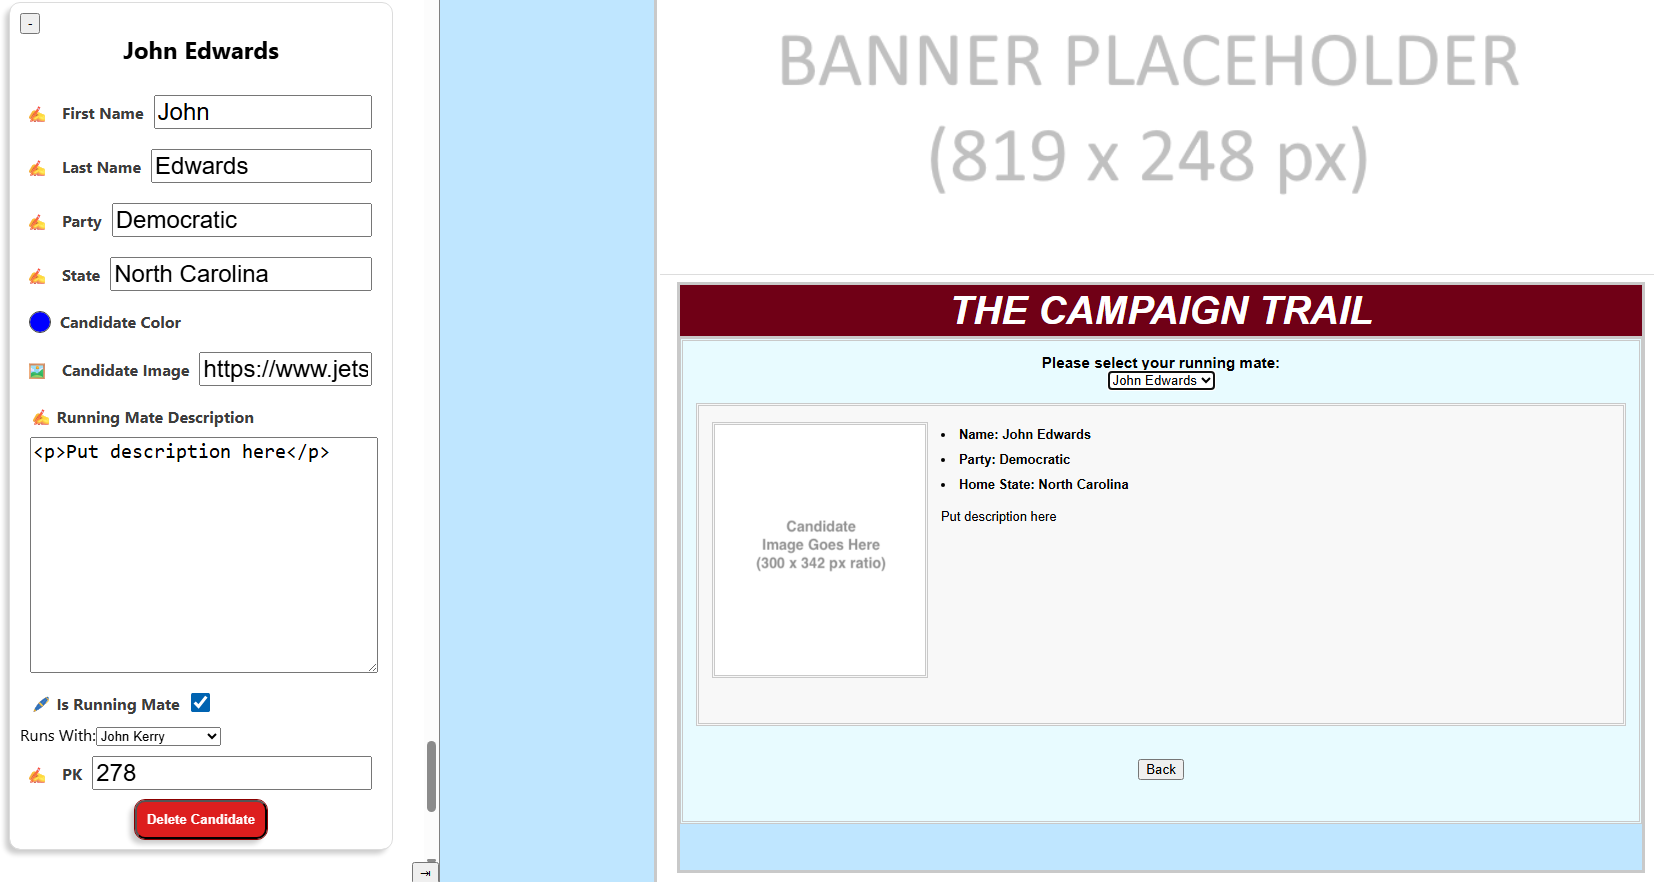 -
John Edwards
First Name John
Last Name Edwards
Party Democratic
State North Carolina
Candidate Color
Candidate Image https://www.jets
Running Mate Description
<p>Put description here</p>
Is Running Mate
Runs With: John Kerry
PK 278
Delete Candidate
BANNER PLACEHOLDER
(819 x 248 px)
THE CAMPAIGN TRAIL
Please select your running mate:
John Edwards
Candidate
Image Goes Here
(300 x 342 px ratio)
• Name: John Edwards
• Party: Democratic
• Home State: North Carolina
Put description here
Back